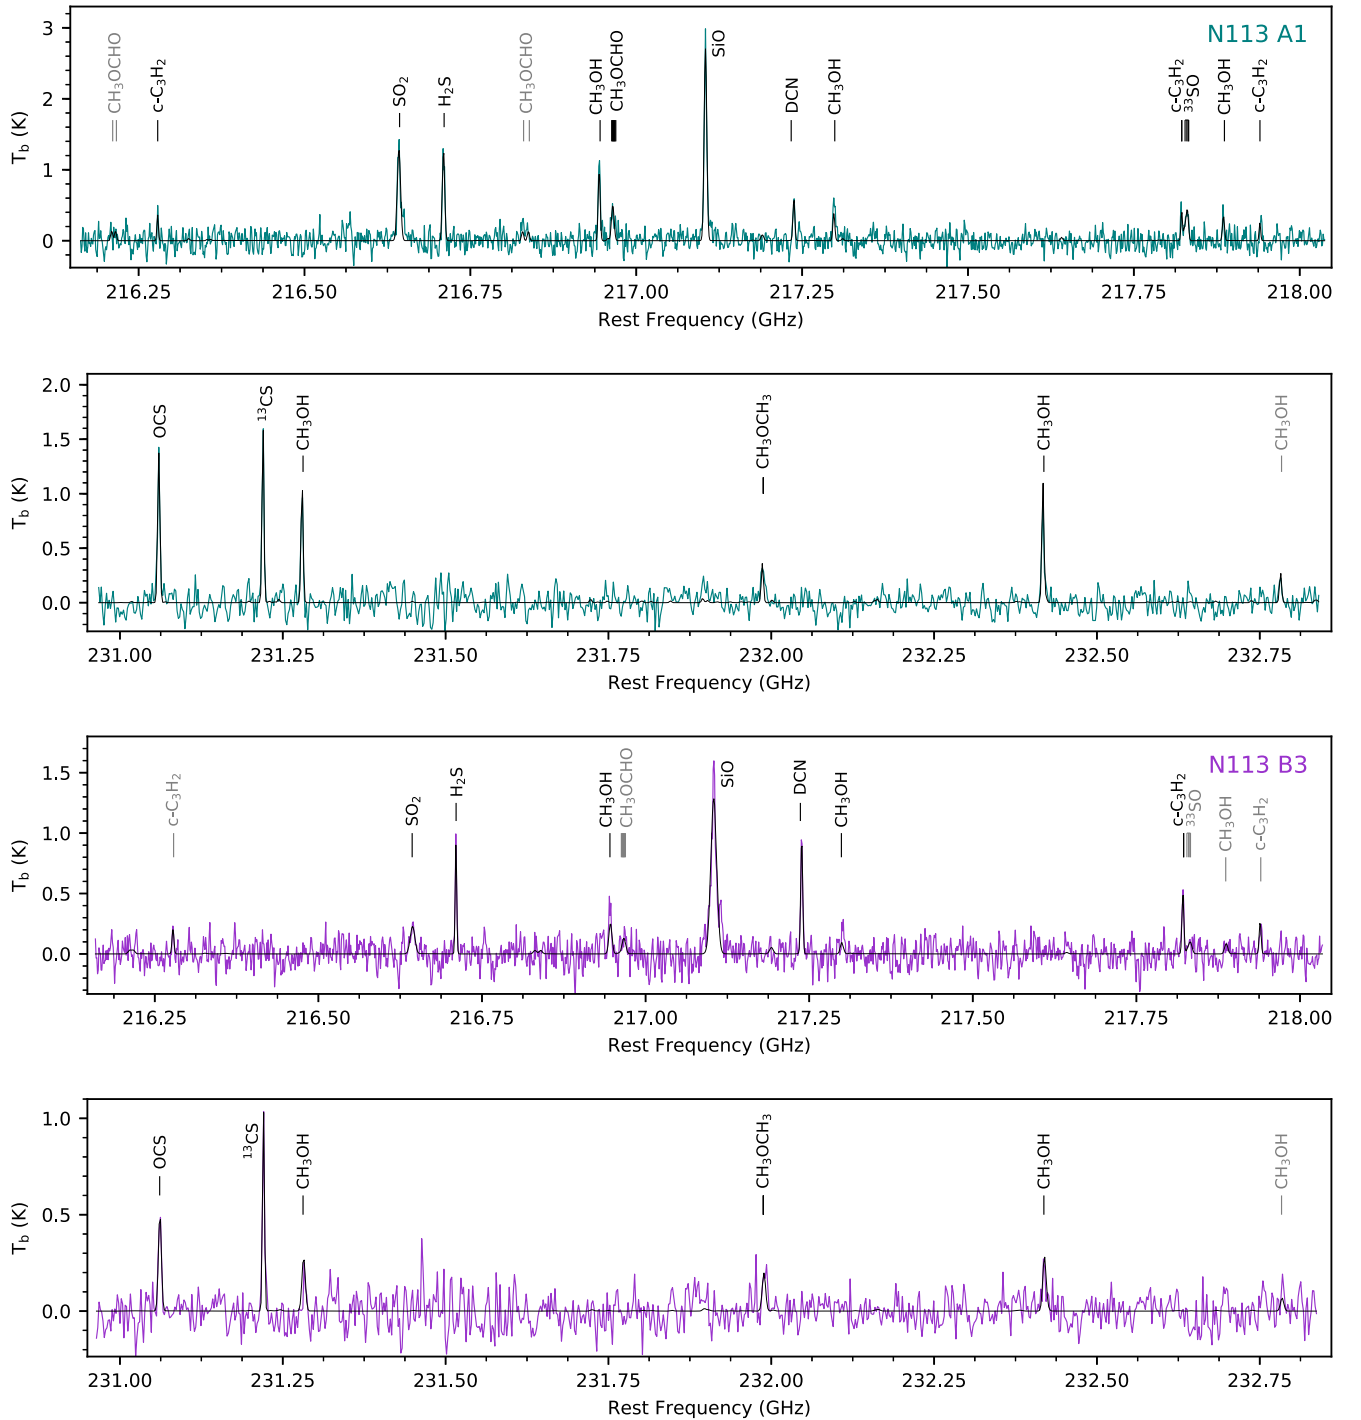 N113 A1
CH₃OCHO
c-C₃H₂
SO₂
H₂S
CH₃OCHO
CH₃OH
CH₃OCHO
SiO
DCN
CH₃OH
c-C₃H₂
³³SO
CH₃OH
c-C₃H₂
T_b (K)
3
2
1
0
216.25 216.50 216.75 217.00 217.25 217.50 217.75 218.00
Rest Frequency (GHz)
OCS
¹³CS
CH₃OH
CH₃OCH₃
CH₃OH
CH₃OH
T_b (K)
2.0
1.5
1.0
0.5
0.0
231.00 231.25 231.50 231.75 232.00 232.25 232.50 232.75
Rest Frequency (GHz)
N113 B3
c-C₃H₂
SO₂
H₂S
CH₃OH
CH₃OCHO
SiO
DCN
CH₃OH
c-C₃H₂
³³SO
CH₃OH
c-C₃H₂
T_b (K)
1.5
1.0
0.5
0.0
216.25 216.50 216.75 217.00 217.25 217.50 217.75 218.00
Rest Frequency (GHz)
OCS
¹³CS
CH₃OH
CH₃OCH₃
CH₃OH
CH₃OH
T_b (K)
1.0
0.5
0.0
231.00 231.25 231.50 231.75 232.00 232.25 232.50 232.75
Rest Frequency (GHz)